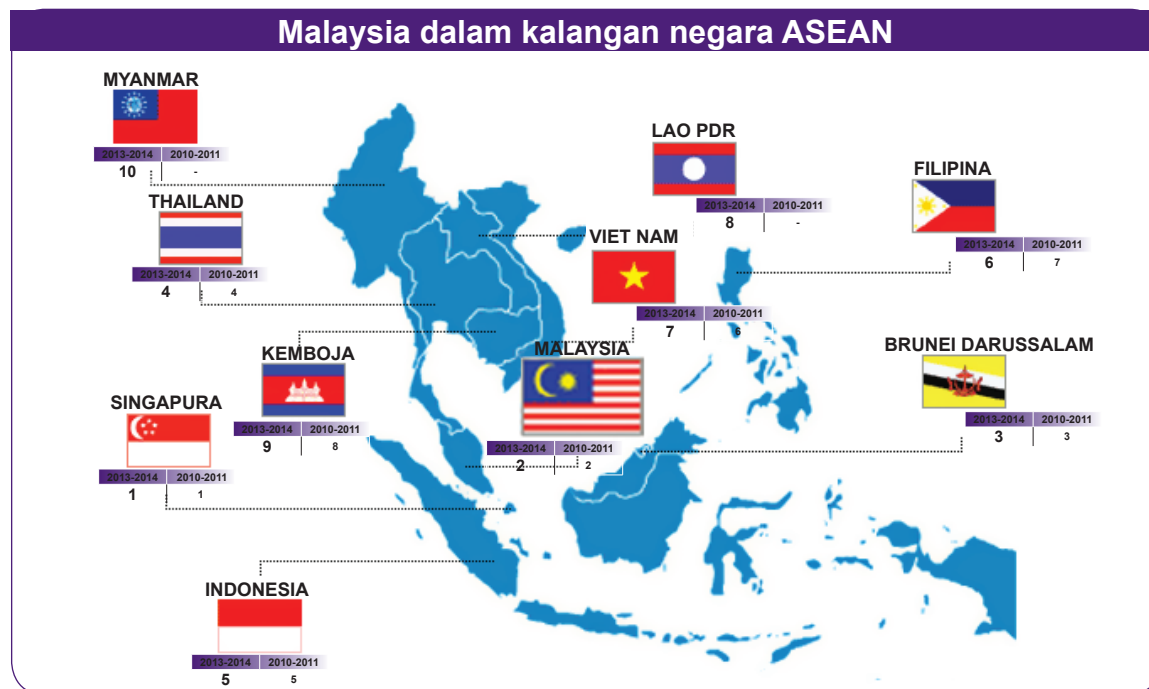 Malaysia dalam kalangan negara ASEAN
MYANMAR
2013-2014 2010-2011
10 -
LAO PDR
2013-2014 2010-2011
8 -
FILIPINA
2013-2014 2010-2011
6 7
THAILAND
2013-2014 2010-2011
4 4
VIET NAM
2013-2014 2010-2011
7 6
KEMBOJA
2013-2014 2010-2011
9 8
MALAYSIA
2013-2014 2010-2011
2 2
BRUNEI DARUSSALAM
2013-2014 2010-2011
3 3
SINGAPURA
2013-2014 2010-2011
1 1
INDONESIA
2013-2014 2010-2011
5 5